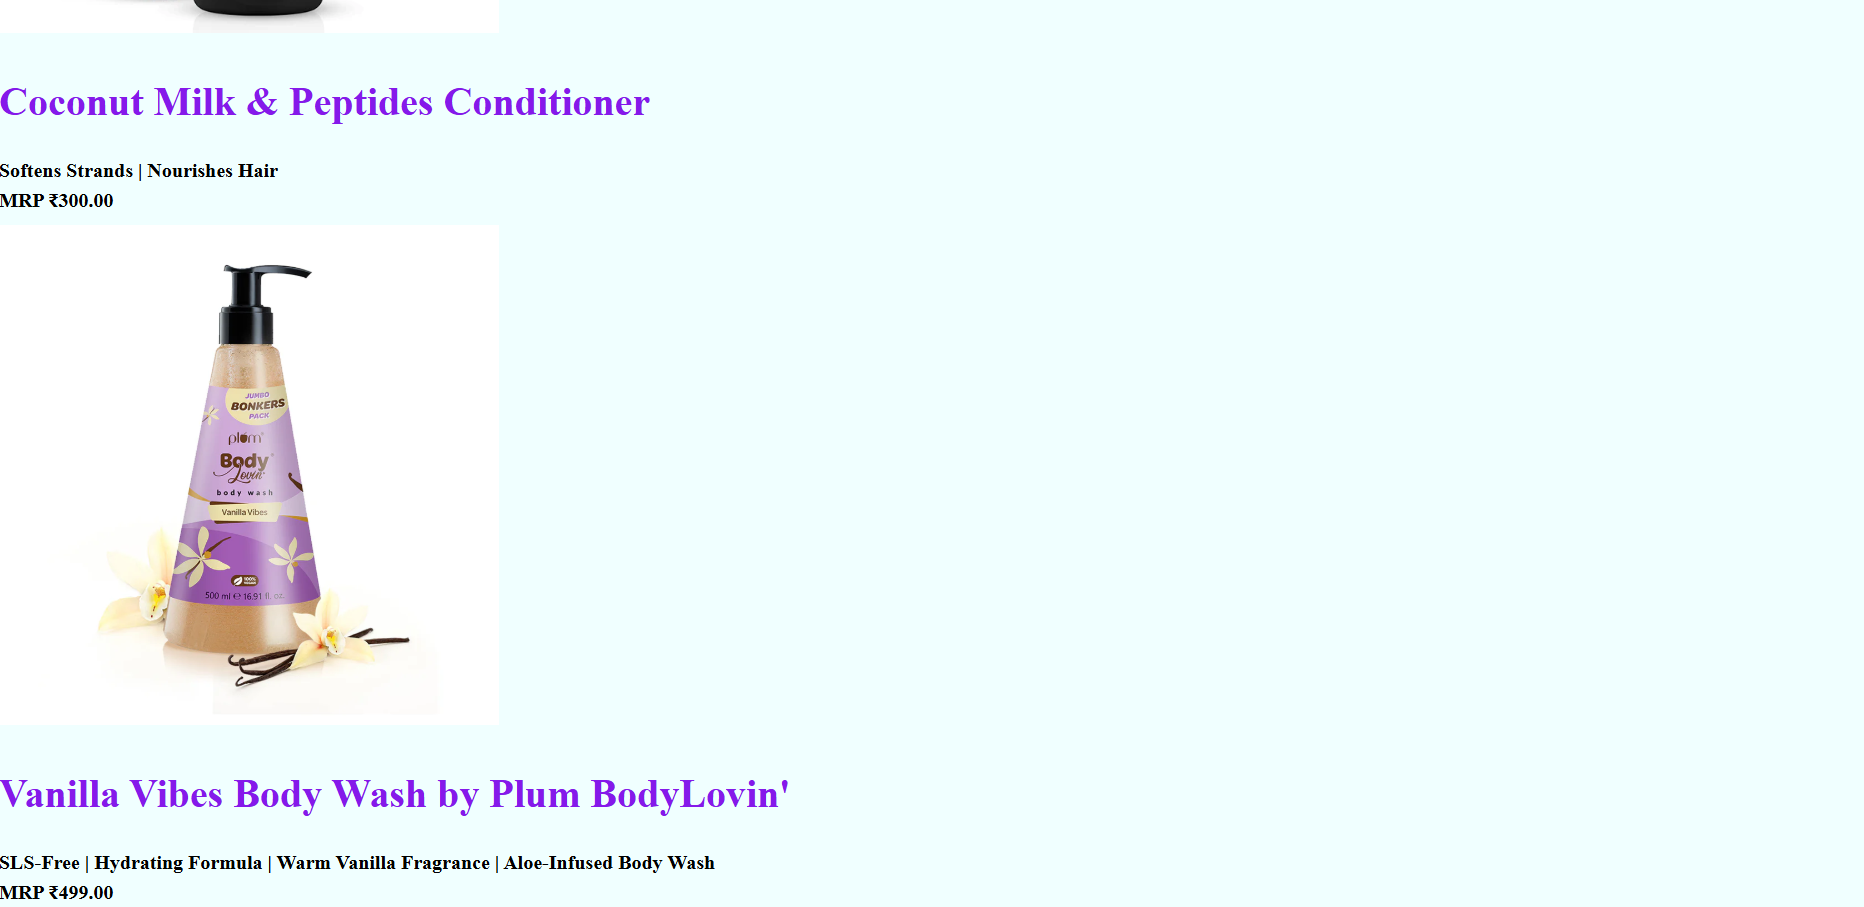 Coconut Milk & Peptides Conditioner
Softens Strands | Nourishes Hair
MRP ₹300.00
JUMBO
BONKERS
PACK
plum
Body
Lovin'
body wash
Vanilla Vibes
100%
VEGAN
500 ml ℮ 16.91 fl. oz.
Vanilla Vibes Body Wash by Plum BodyLovin'
SLS-Free | Hydrating Formula | Warm Vanilla Fragrance | Aloe-Infused Body Wash
MRP ₹499.00